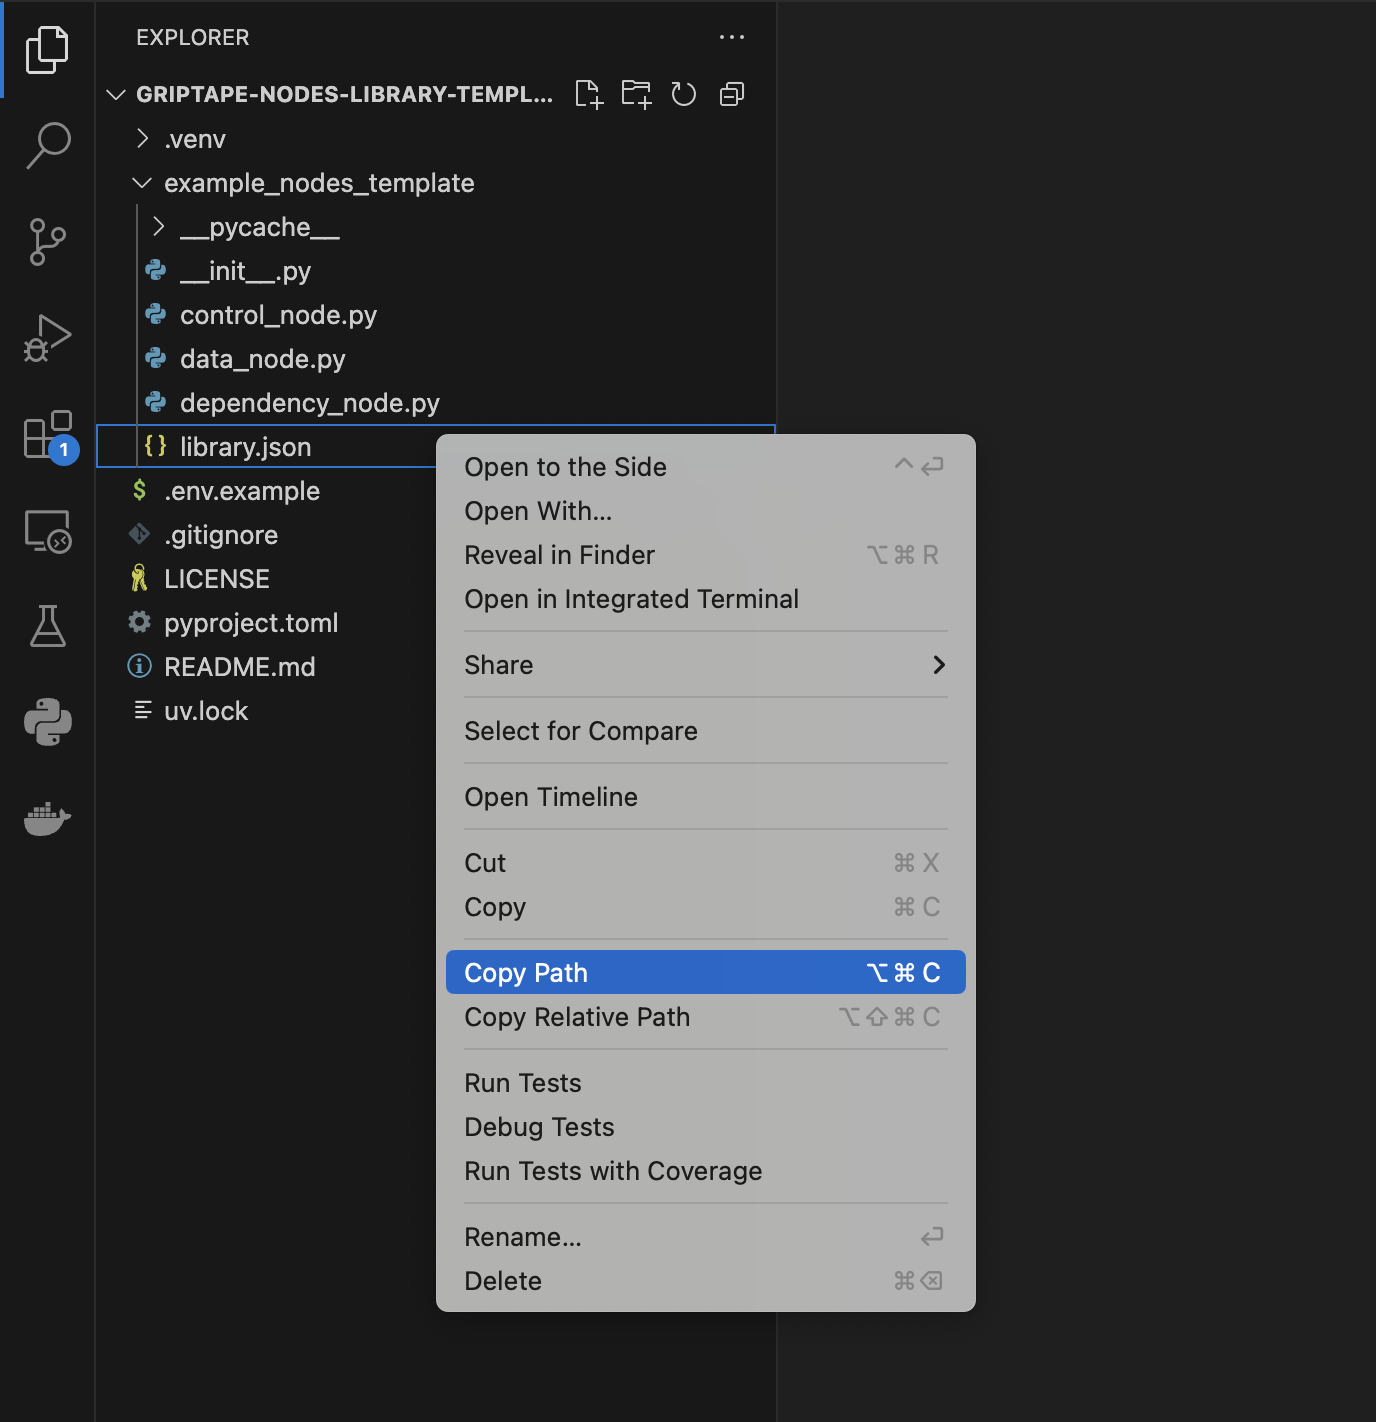 EXPLORER
GRIPTAPE-NODES-LIBRARY-TEMPL...
.venv
example_nodes_template
__pycache__
__init__.py
control_node.py
data_node.py
dependency_node.py
{} library.json
$ .env.example
.gitignore
LICENSE
pyproject.toml
README.md
uv.lock
1
Open to the Side ^⏎
Open With...
Reveal in Finder ⌥⌘R
Open in Integrated Terminal
Share
Select for Compare
Open Timeline
Cut ⌘X
Copy ⌘C
Copy Path ⌥⌘C
Copy Relative Path ⌥⇧⌘C
Run Tests
Debug Tests
Run Tests with Coverage
Rename... ⏎
Delete ⌘⌫